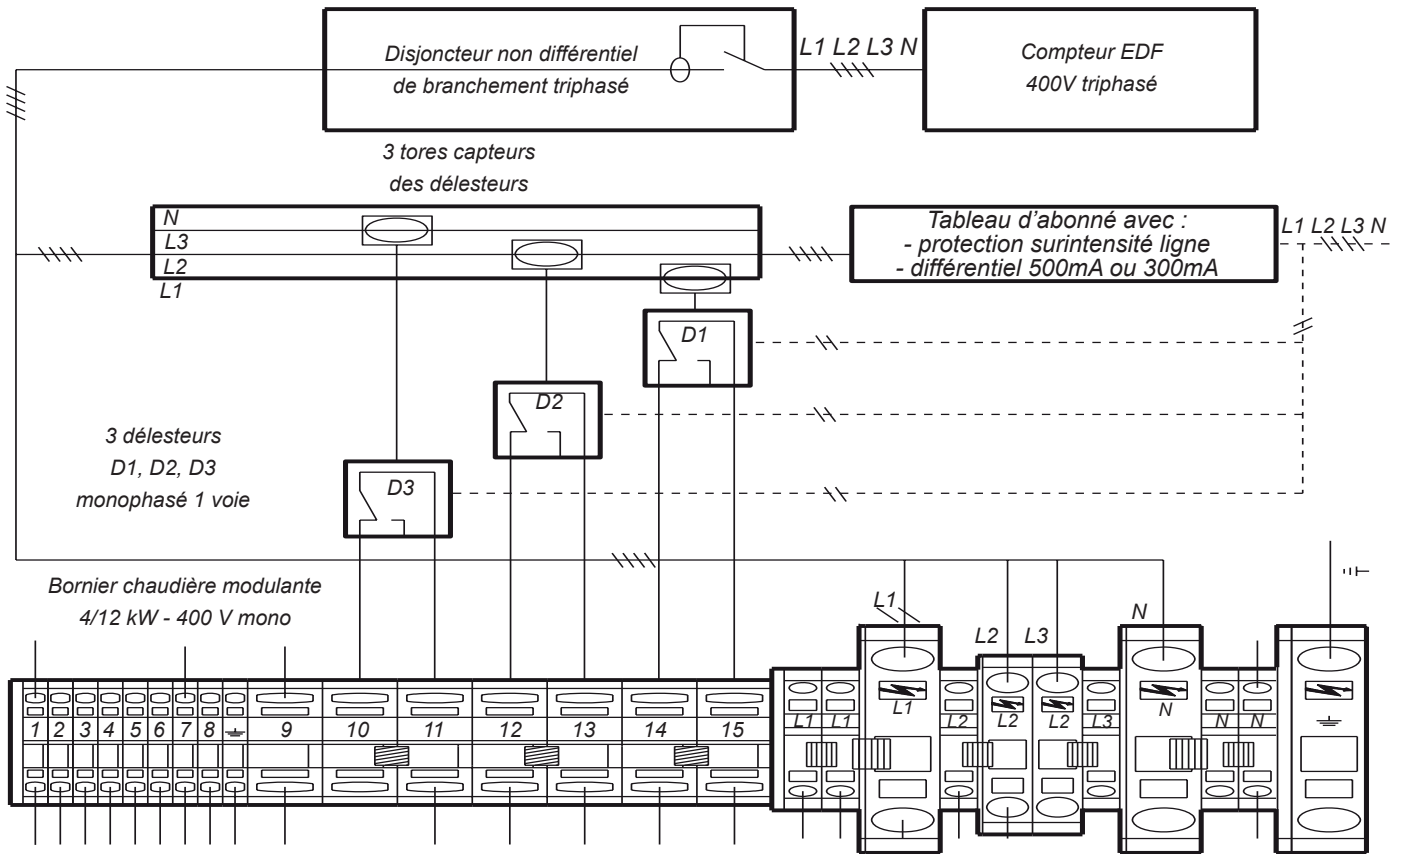 Disjoncteur non différentiel
de branchement triphasé
L1 L2 L3 N
Compteur EDF
400V triphasé
3 tores capteurs
des délesteurs
N
L3
L2
L1
Tableau d'abonné avec :
- protection surintensité ligne
- différentiel 500mA ou 300mA
L1 L2 L3 N
D1
D2
D3
3 délesteurs
D1, D2, D3
monophasé 1 voie
Bornier chaudière modulante
4/12 kW - 400 V mono
L1
L2 L3
N
1 2 3 4 5 6 7 8 9 10 11 12 13 14 15
L1 L1 L1 L2 L2 L2 L3 N N N